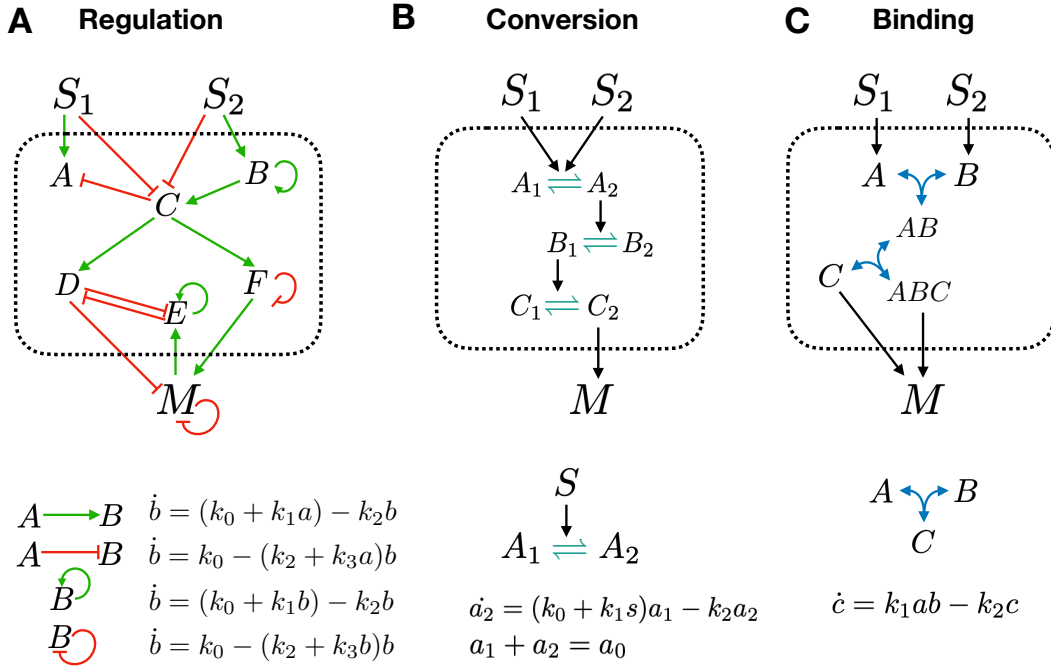 A Regulation
S₁ S₂
A B
C
D F
E
M
A → B ḃ = (k₀ + k₁a) − k₂b
A ⊣ B ḃ = k₀ − (k₂ + k₃a)b
B ḃ = (k₀ + k₁b) − k₂b
B ḃ = k₀ − (k₂ + k₃b)b
B Conversion
S₁ S₂
A₁ ⇌ A₂
B₁ ⇌ B₂
C₁ ⇌ C₂
M
S
A₁ ⇌ A₂
ȧ₂ = (k₀ + k₁s)a₁ − k₂a₂
a₁ + a₂ = a₀
C Binding
S₁ S₂
A B
AB
C ABC
M
A B
C
ċ = k₁ab − k₂c